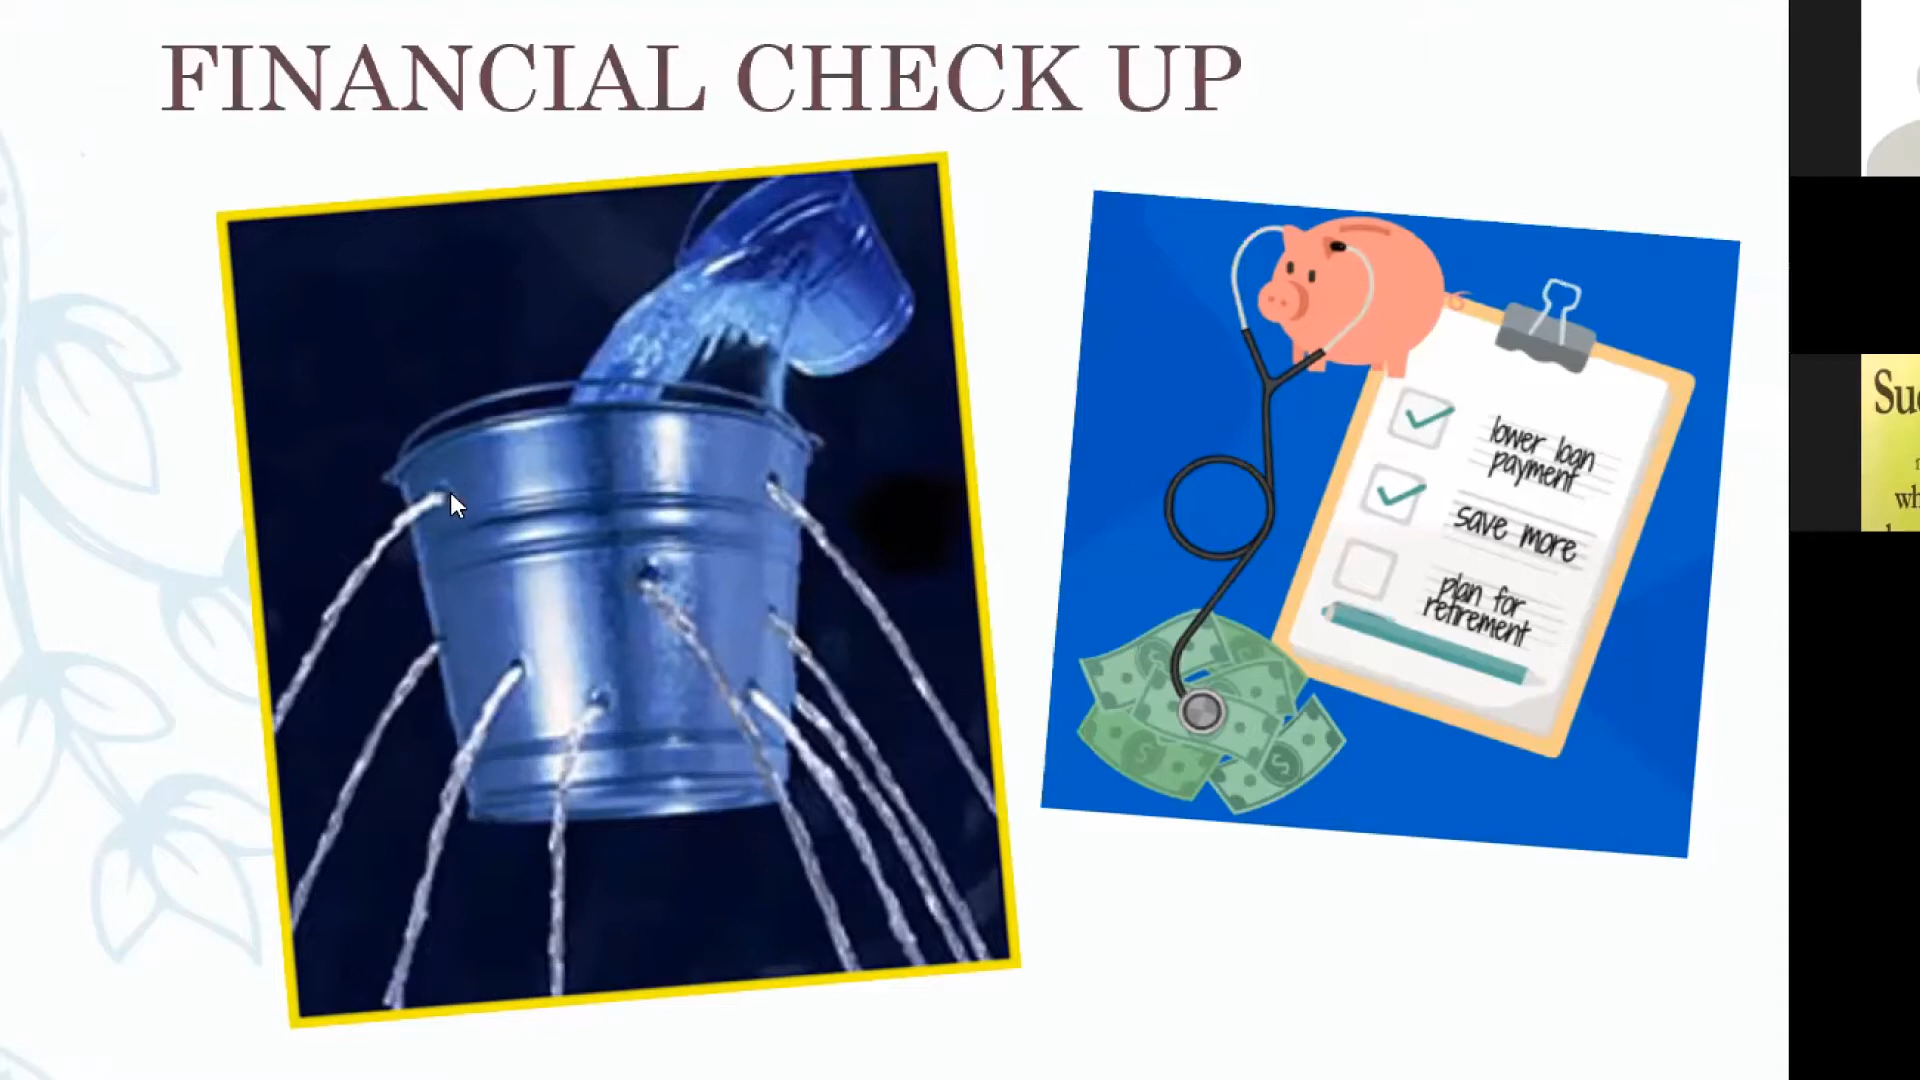 FINANCIAL CHECK UP
lower loan
payment
save more
plan for
retirement